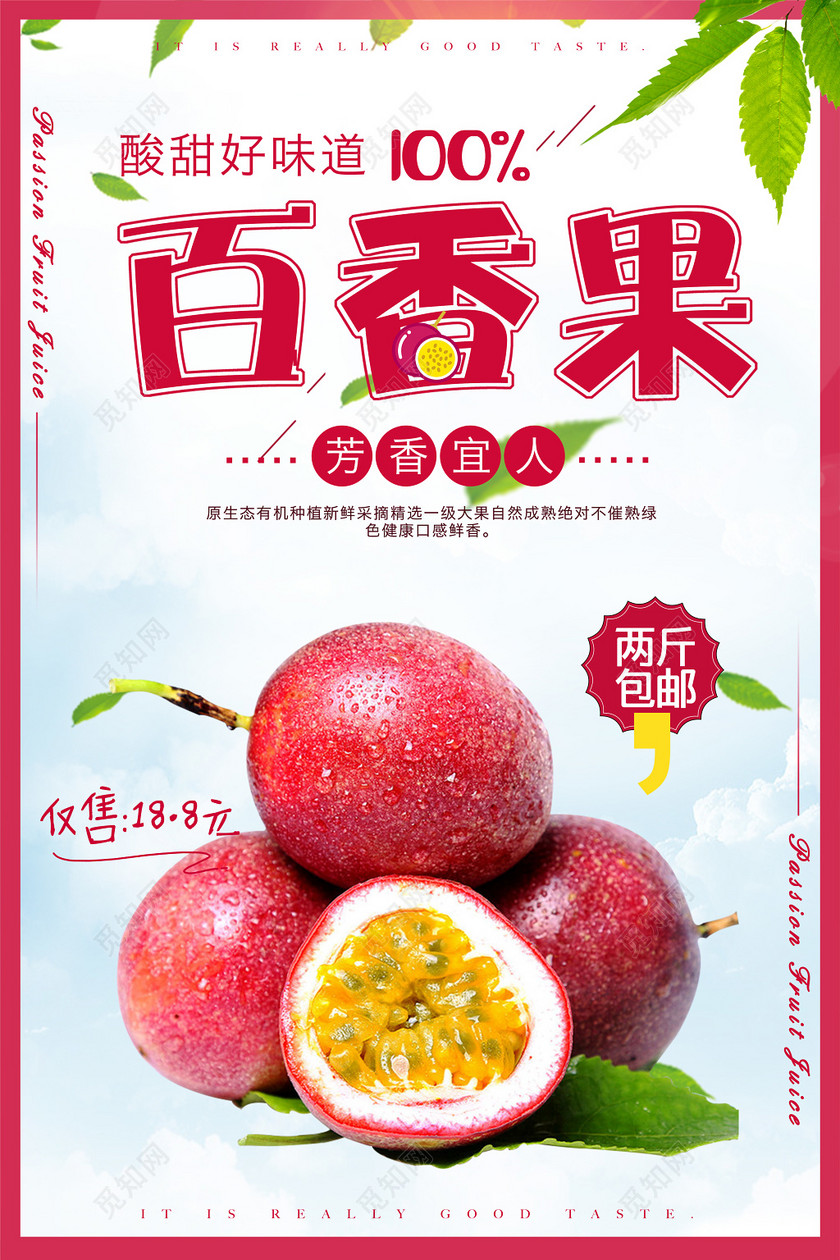 IT IS REALLY GOOD TASTE.
Passion Fruit Juice
酸甜好味道 100%
百香果
芳香宜人
原生态有机种植新鲜采摘精选一级大果自然成熟绝对不催熟绿
色健康口感鲜香。
两斤
包邮
仅售:18.8元
Passion Fruit Juice
IT IS REALLY GOOD TASTE.
觅知网